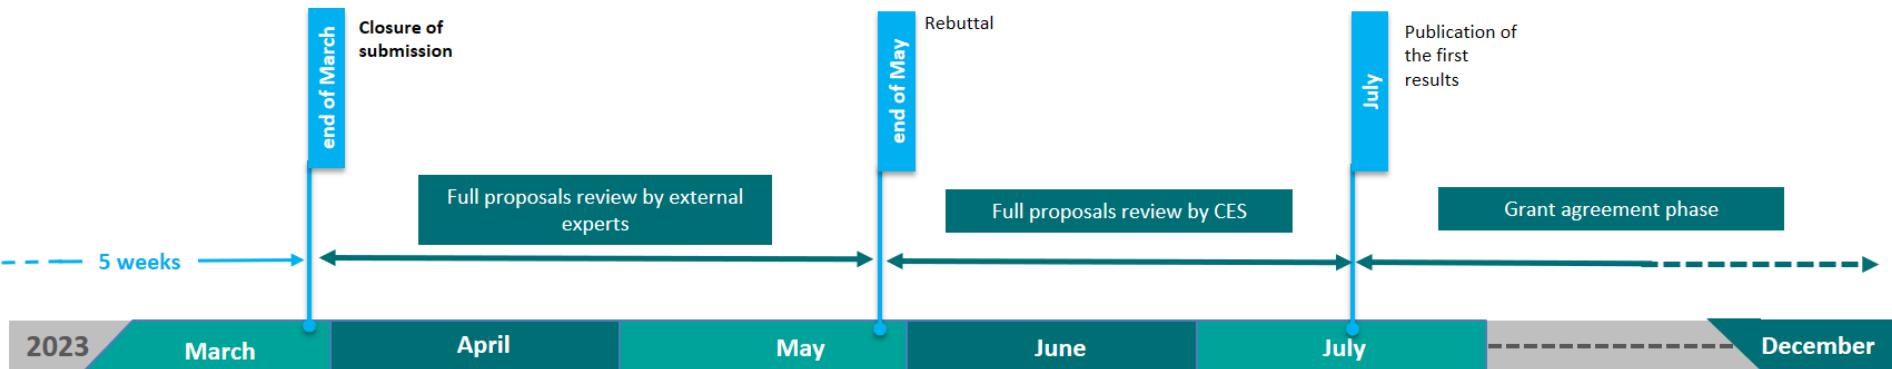 end of March
Closure of
submission
end of May
Rebuttal
July
Publication of
the first
results
Full proposals review by external
experts
Full proposals review by CES
Grant agreement phase
5 weeks
2023
March
April
May
June
July
December